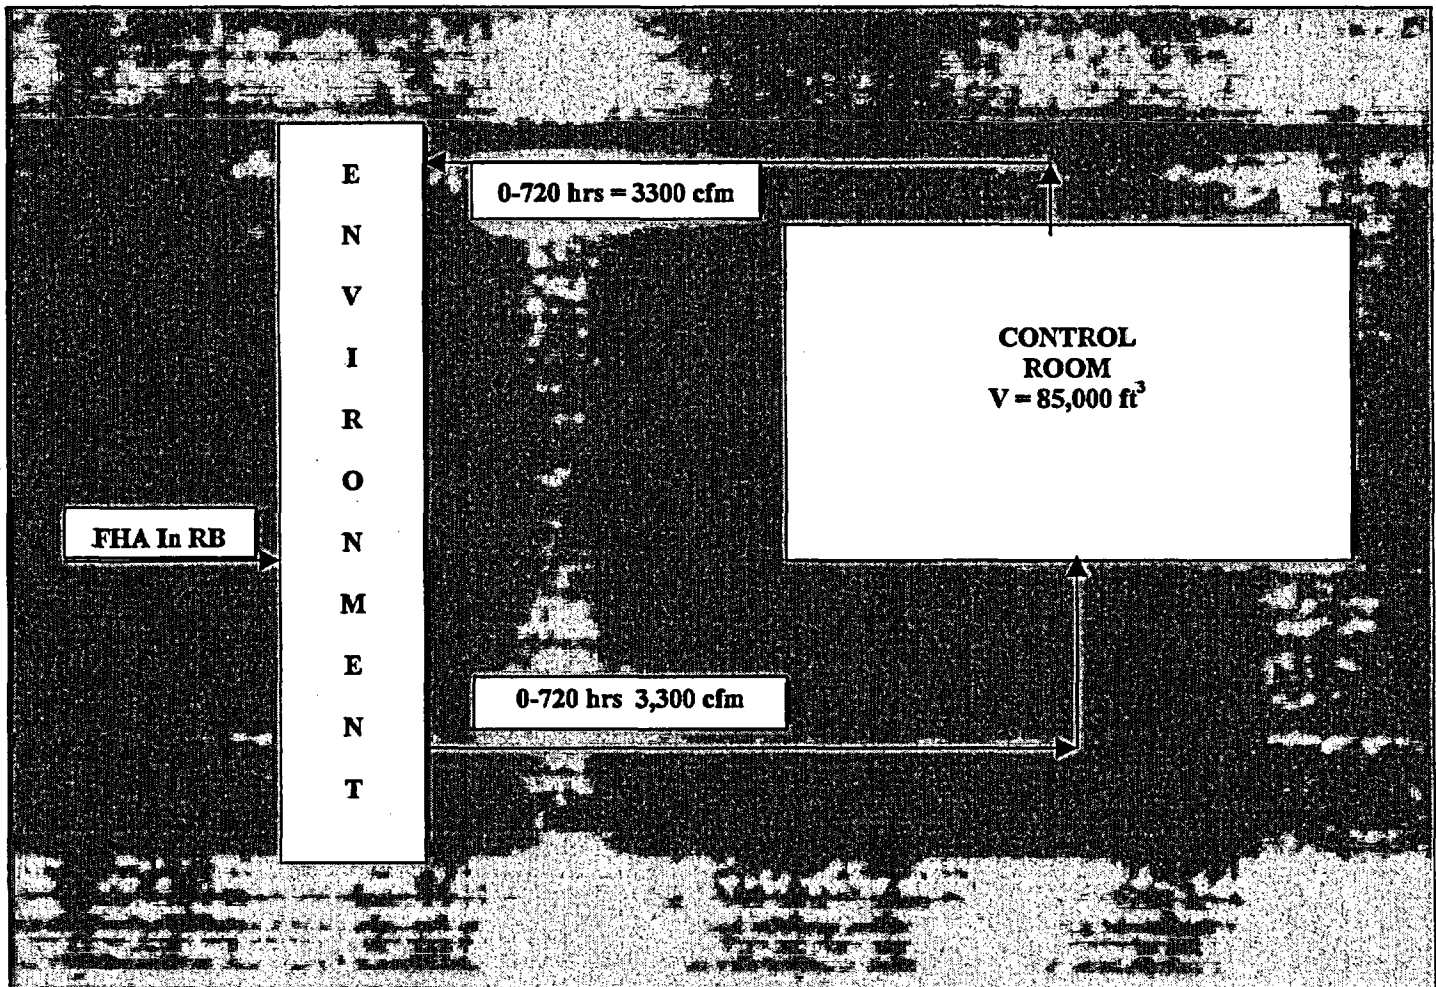 ENVIRONMENT
0-720 hrs = 3300 cfm
CONTROL
ROOM
V = 85,000 ft³
FHA In RB
0-720 hrs 3,300 cfm